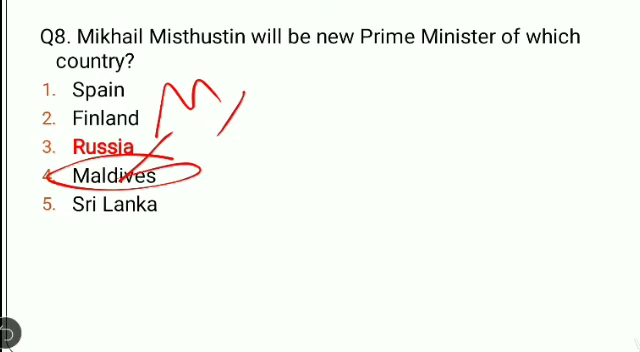 Q8. Mikhail Misthustin will be new Prime Minister of which
country?
1. Spain
2. Finland
3. Russia
4. Maldives
5. Sri Lanka